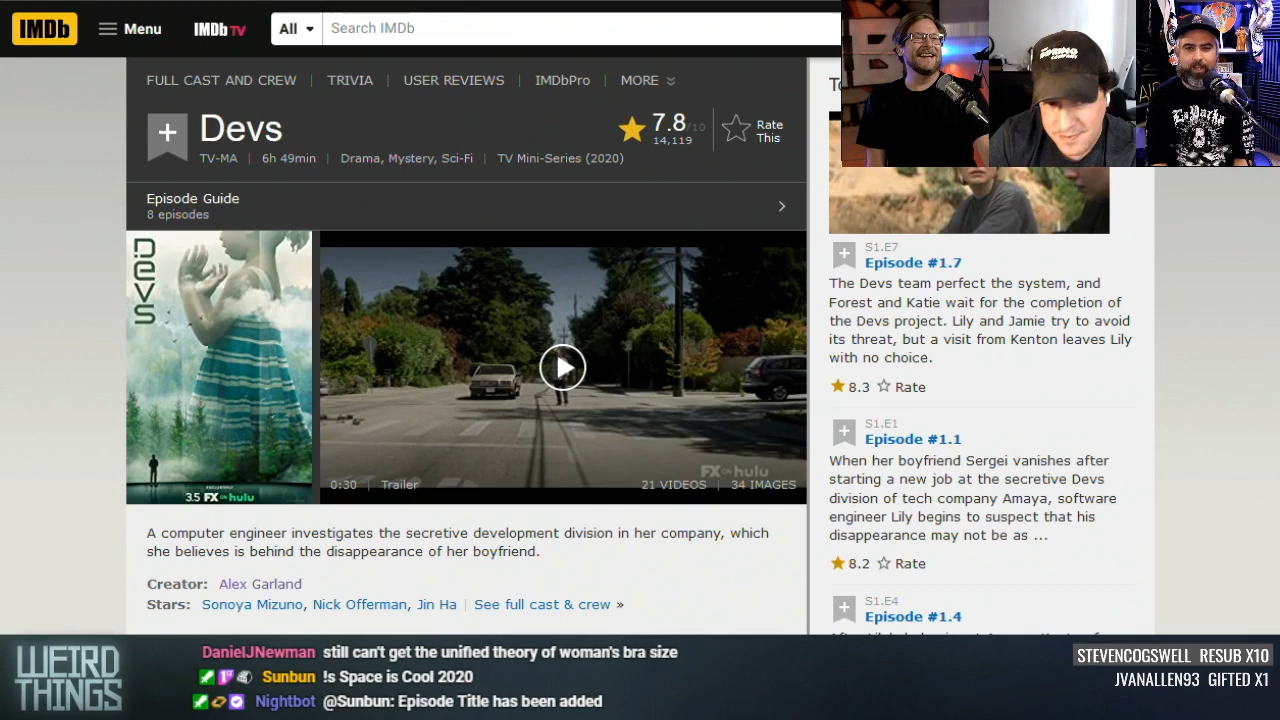 IMDb
Menu
IMDb TV
All
Search IMDb
FULL CAST AND CREW | TRIVIA | USER REVIEWS | IMDbPro | MORE
Devs
7.8/10
14,119
Rate This
TV-MA | 6h 49min | Drama, Mystery, Sci-Fi | TV Mini-Series (2020)
Episode Guide
8 episodes
DEVS
3.5 FX on hulu
0:30 | Trailer
FX on hulu
21 VIDEOS | 34 IMAGES
A computer engineer investigates the secretive development division in her company, which
she believes is behind the disappearance of her boyfriend.
Creator: Alex Garland
Stars: Sonoya Mizuno, Nick Offerman, Jin Ha | See full cast & crew »
S1.E7
Episode #1.7
The Devs team perfect the system, and
Forest and Katie wait for the completion of
the Devs project. Lily and Jamie try to avoid
its threat, but a visit from Kenton leaves Lily
with no choice.
8.3 Rate
S1.E1
Episode #1.1
When her boyfriend Sergei vanishes after
starting a new job at the secretive Devs
division of tech company Amaya, software
engineer Lily begins to suspect that his
disappearance may not be as ...
8.2 Rate
S1.E4
Episode #1.4
WEIRD THINGS
DanielJNewman still can't get the unified theory of woman's bra size
Sunbun !s Space is Cool 2020
Nightbot @Sunbun: Episode Title has been added
STEVENCOGSWELL RESUB X10
JVANALLEN93 GIFTED X1